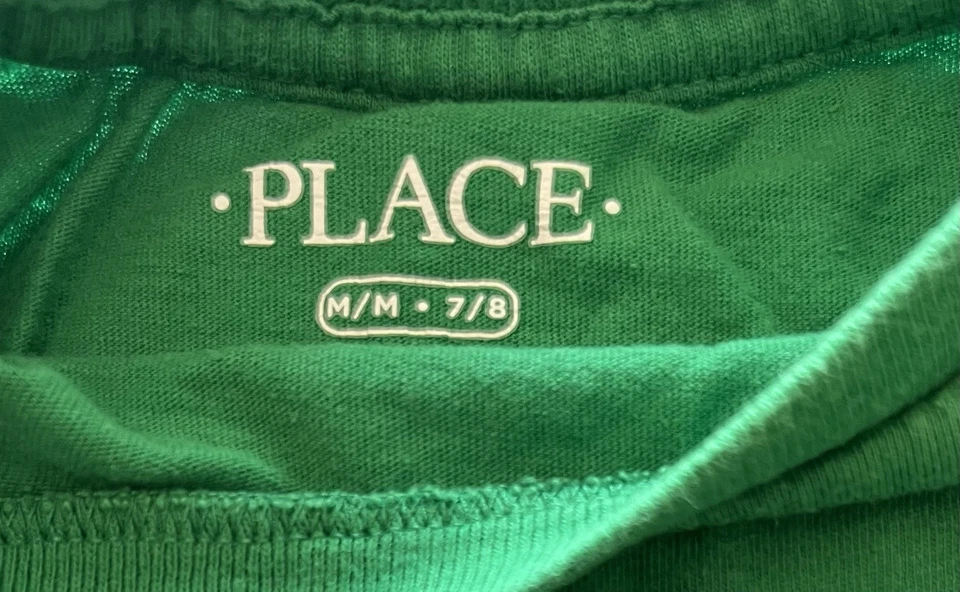 ·PLACE·
M/M • 7/8